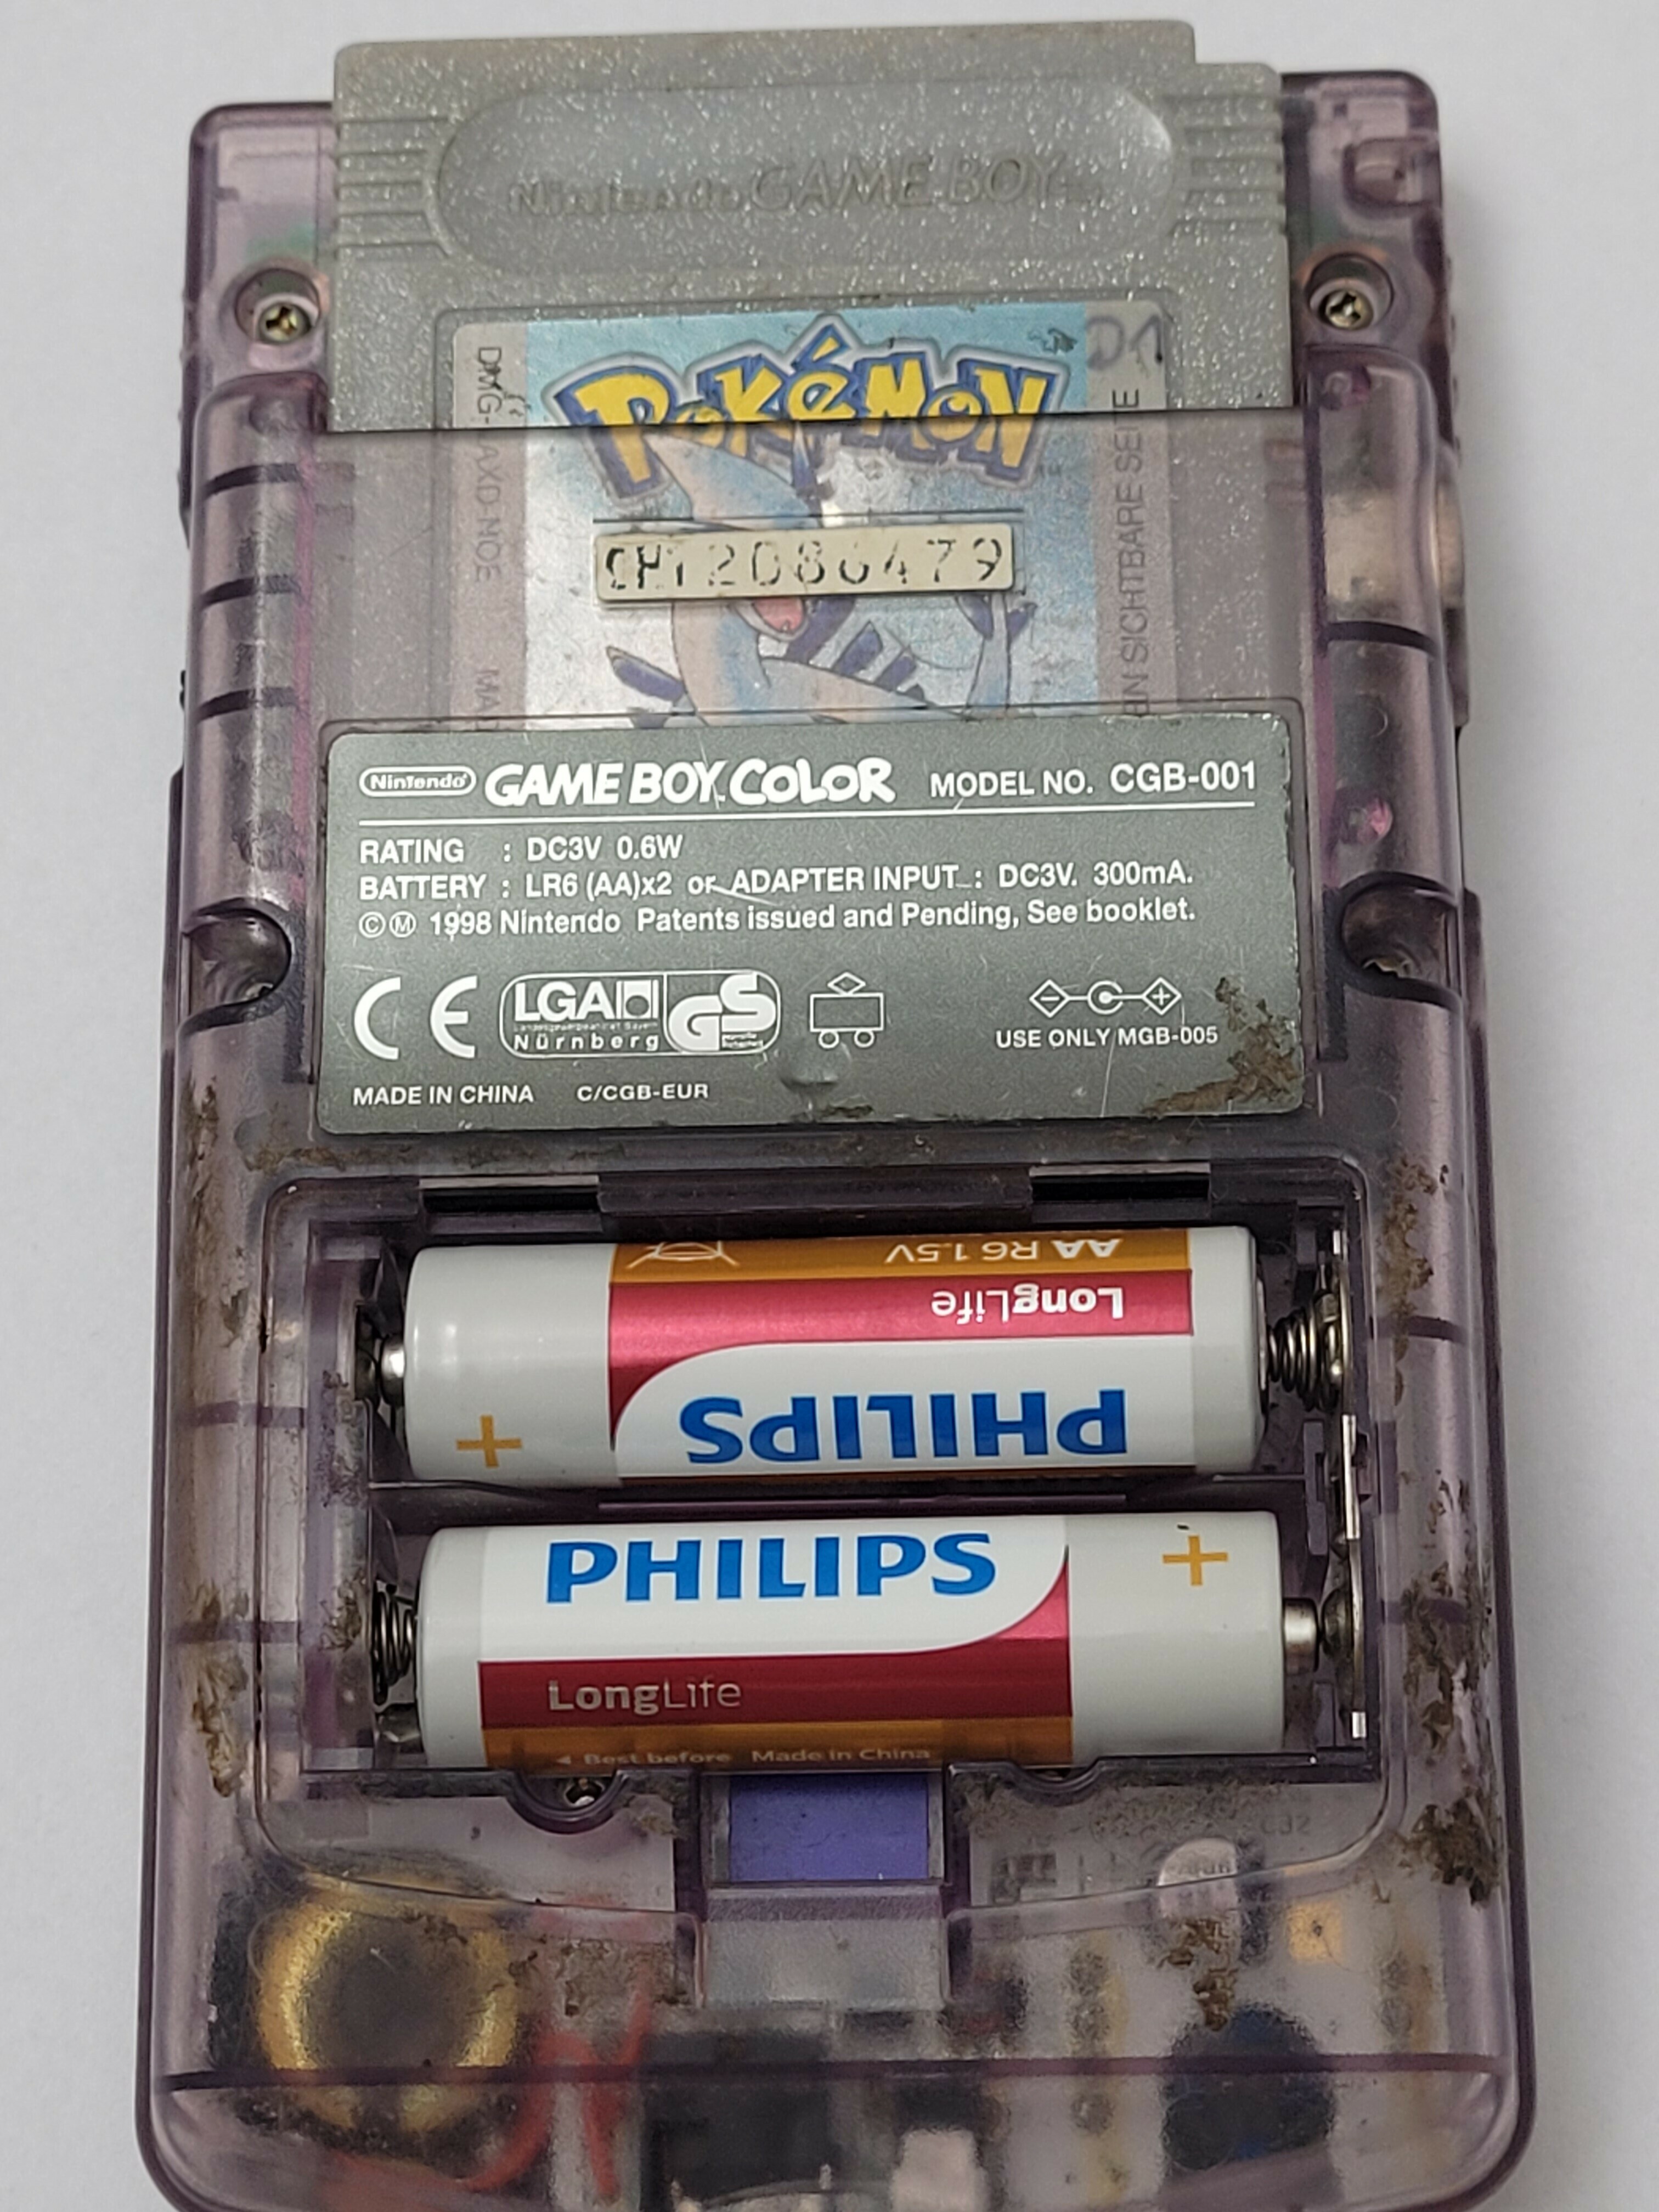 Nintendo GAME BOY TM
POKéMON
DMG-AAXD-NOE
SICHTBARE SEITE
GAME BOY COLOR MODEL NO. CGB-001
Nintendo
RATING : DC3V 0.6W
BATTERY : LR6 (AA)x2 or ADAPTER INPUT : DC3V. 300mA.
©Ⓜ 1998 Nintendo Patents issued and Pending, See booklet.
CE
LGA
GS
Nürnberg
USE ONLY MGB-005
MADE IN CHINA C/CGB-EUR
AA R6 1.5V
LongLife
PHILIPS
+
PHILIPS
+
LongLife
◄ Best before Made in China